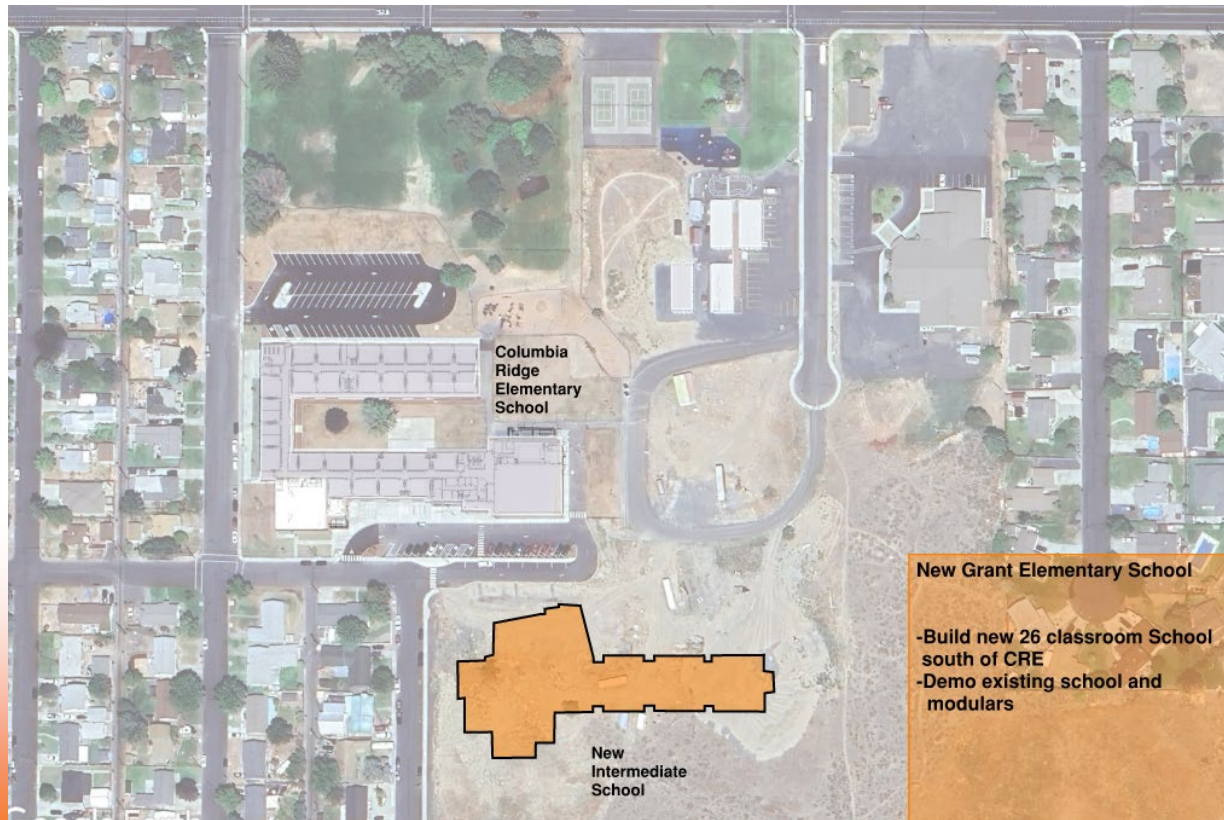 Columbia
Ridge
Elementary
School
New Grant Elementary School
-Build new 26 classroom School
south of CRE
-Demo existing school and
modulars
New
Intermediate
School